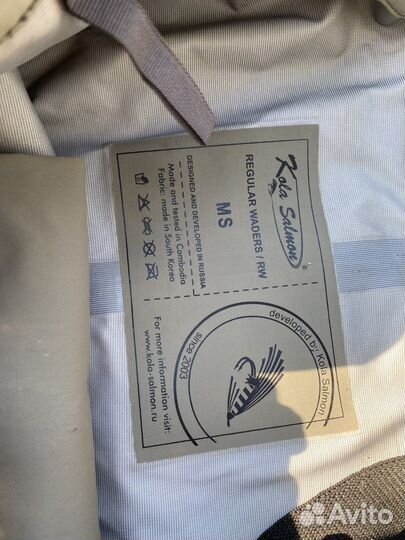 Kola Salmon ®
REGULAR WADERS / RW
MS
DESIGNED AND DEVELOPED IN RUSSIA
Made and tested in Cambodia
Fabric: made in South Korea
developed by Kola Salmon
since 2003
For more information visit:
www.kola-salmon.ru
Avito